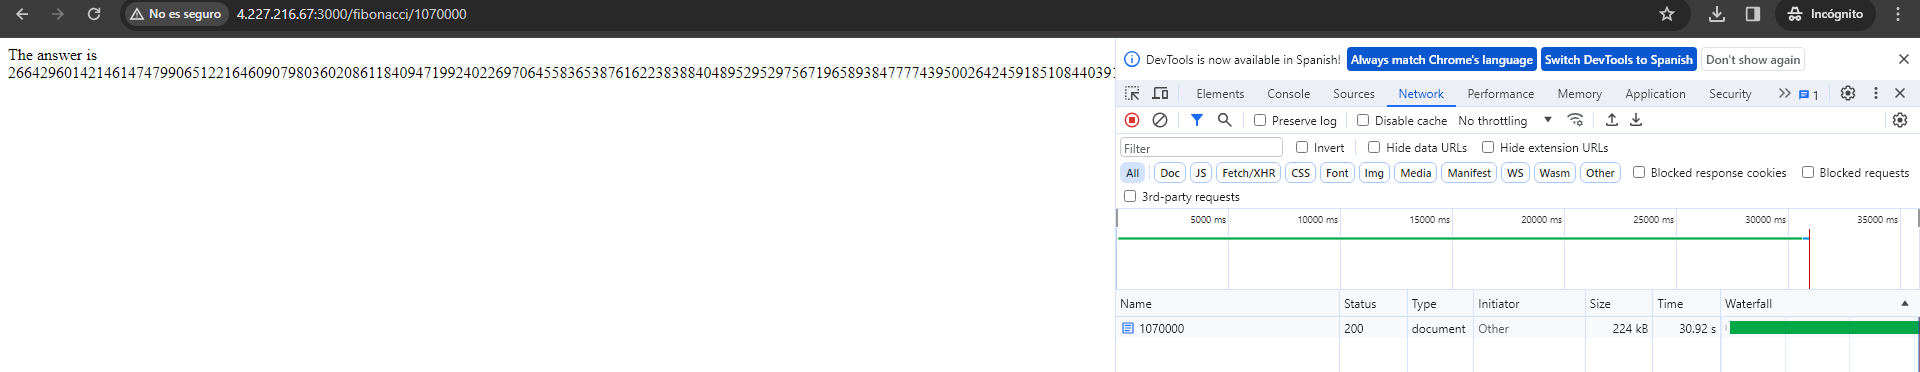 No es seguro 4.227.216.67:3000/fibonacci/1070000 Incógnito
The answer is
DevTools is now available in Spanish! Always match Chrome's language Switch DevTools to Spanish Don't show again
Elements Console Sources Network Performance Memory Application Security 1
Preserve log Disable cache No throttling
Filter Invert Hide data URLs Hide extension URLs
All Doc JS Fetch/XHR CSS Font Img Media Manifest WS Wasm Other Blocked response cookies Blocked requests
3rd-party requests
5000 ms 10000 ms 15000 ms 20000 ms 25000 ms 30000 ms 35000 ms
Name Status Type Initiator Size Time Waterfall
1070000 200 document Other 224 kB 30.92 s